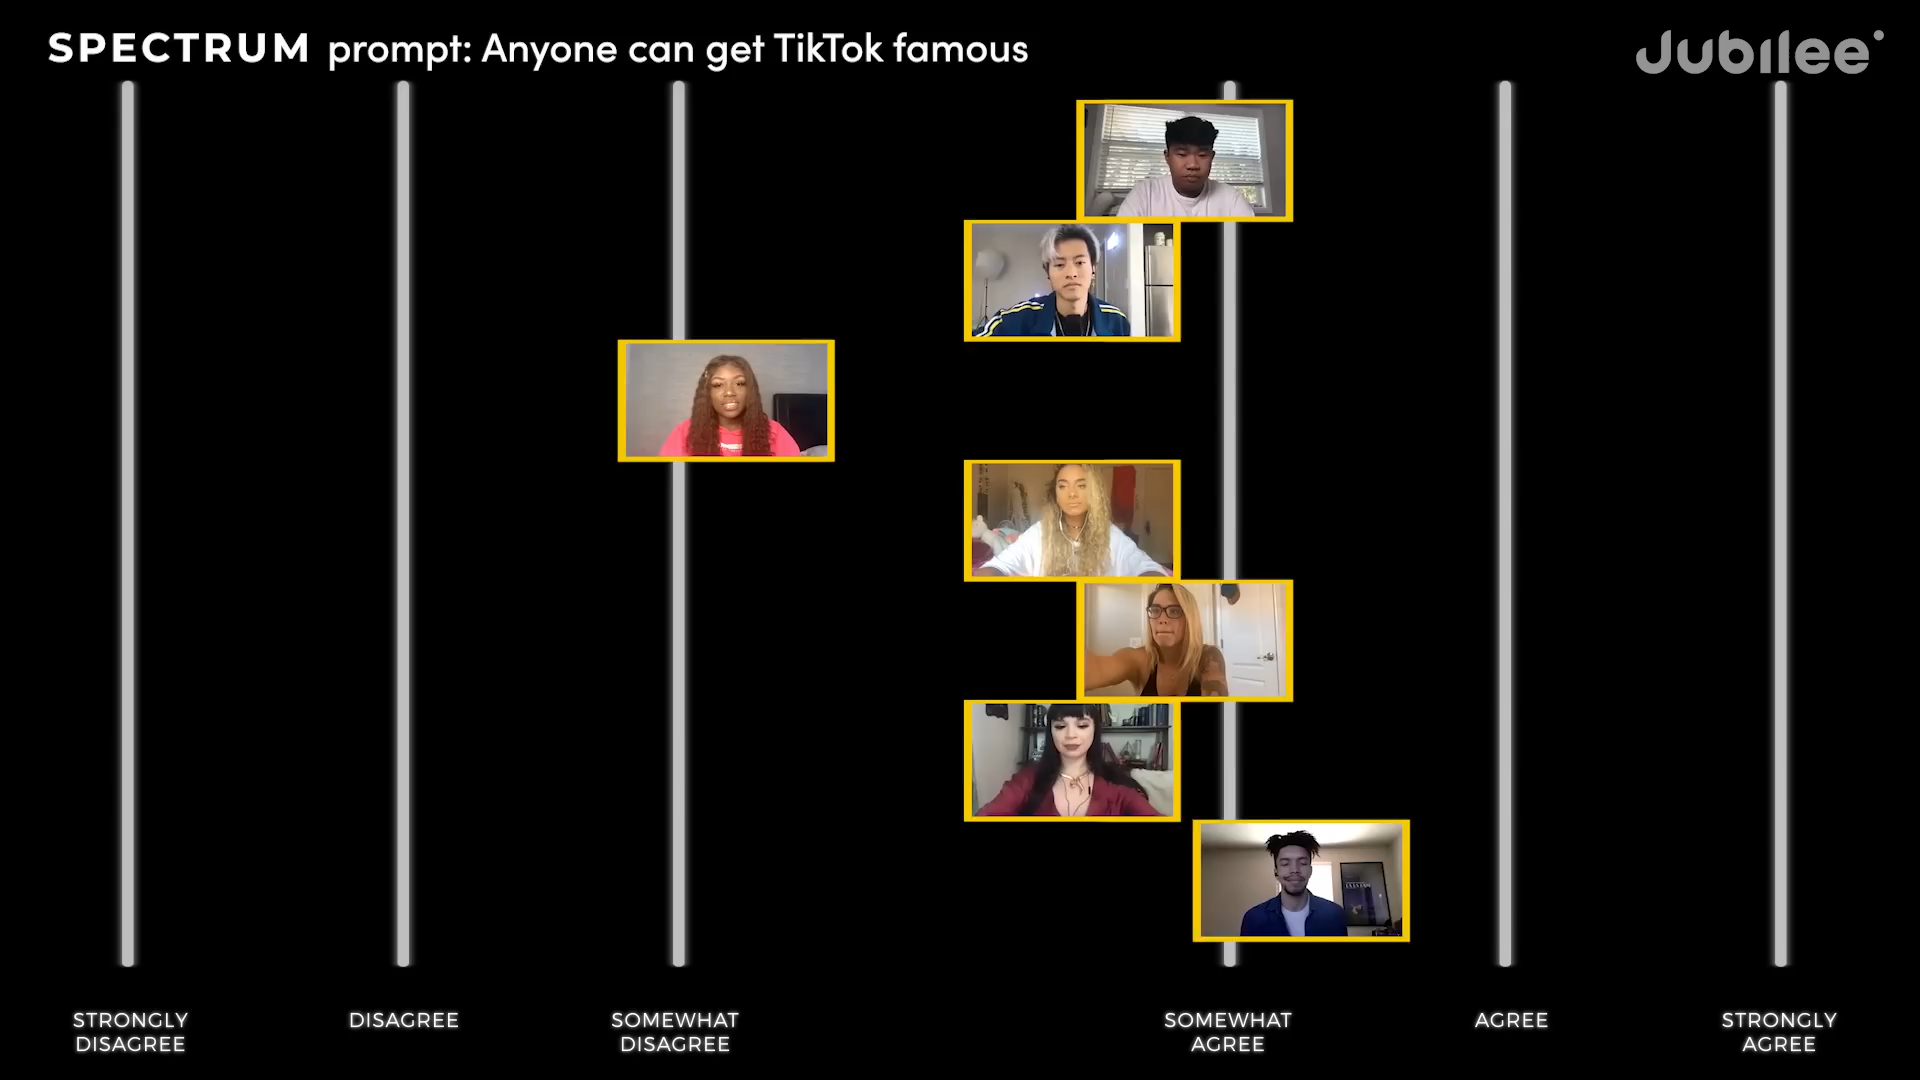 SPECTRUM prompt: Anyone can get TikTok famous
Jubilee
STRONGLY
DISAGREE
DISAGREE
SOMEWHAT
DISAGREE
SOMEWHAT
AGREE
AGREE
STRONGLY
AGREE